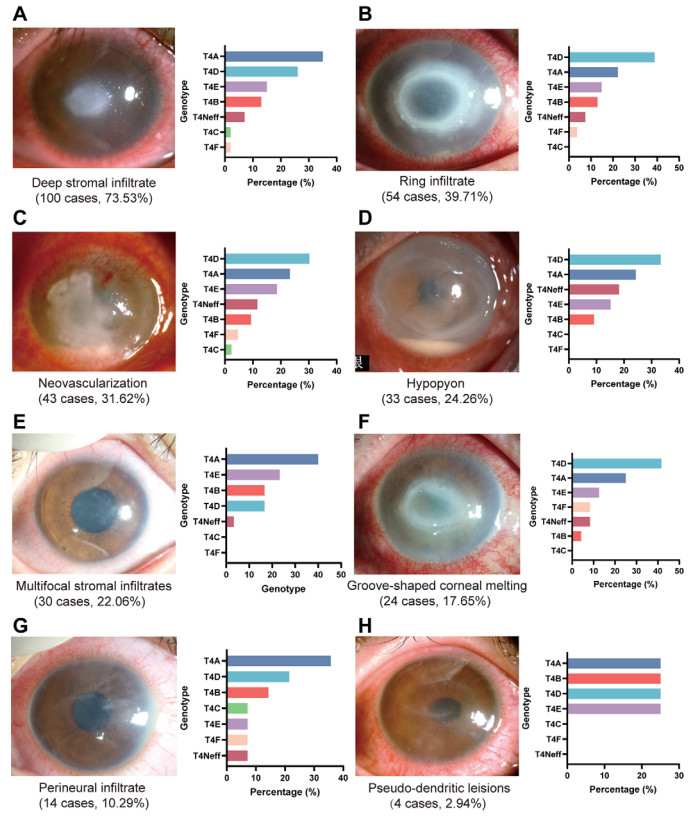 A
T4A
T4D
T4E
T4B
T4Neff
T4C
T4F
Genotype
0 10 20 30 40
Percentage (%)
Deep stromal infiltrate
(100 cases, 73.53%)
B
T4D
T4A
T4E
T4B
T4Neff
T4F
T4C
Genotype
0 10 20 30 40 50
Percentage (%)
Ring infiltrate
(54 cases, 39.71%)
C
T4D
T4A
T4E
T4Neff
T4B
T4F
T4C
Genotype
0 10 20 30 40
Percentage (%)
Neovascularization
(43 cases, 31.62%)
D
T4D
T4A
T4Neff
T4E
T4B
T4C
T4F
Genotype
0 10 20 30 40
Percentage (%)
Hypopyon
(33 cases, 24.26%)
E
T4A
T4E
T4B
T4D
T4Neff
T4C
T4F
Genotype
0 10 20 30 40 50
Genotype
Multifocal stromal infiltrates
(30 cases, 22.06%)
F
T4D
T4A
T4E
T4F
T4Neff
T4B
T4C
Genotype
0 10 20 30 40 50
Percentage (%)
Groove-shaped corneal melting
(24 cases, 17.65%)
G
T4A
T4D
T4B
T4C
T4E
T4F
T4Neff
Genotype
0 10 20 30 40
Percentage (%)
Perineural infiltrate
(14 cases, 10.29%)
H
T4A
T4B
T4D
T4E
T4C
T4F
T4Neff
Genotype
0 10 20 30
Percentage (%)
Pseudo-dendritic leisions
(4 cases, 2.94%)